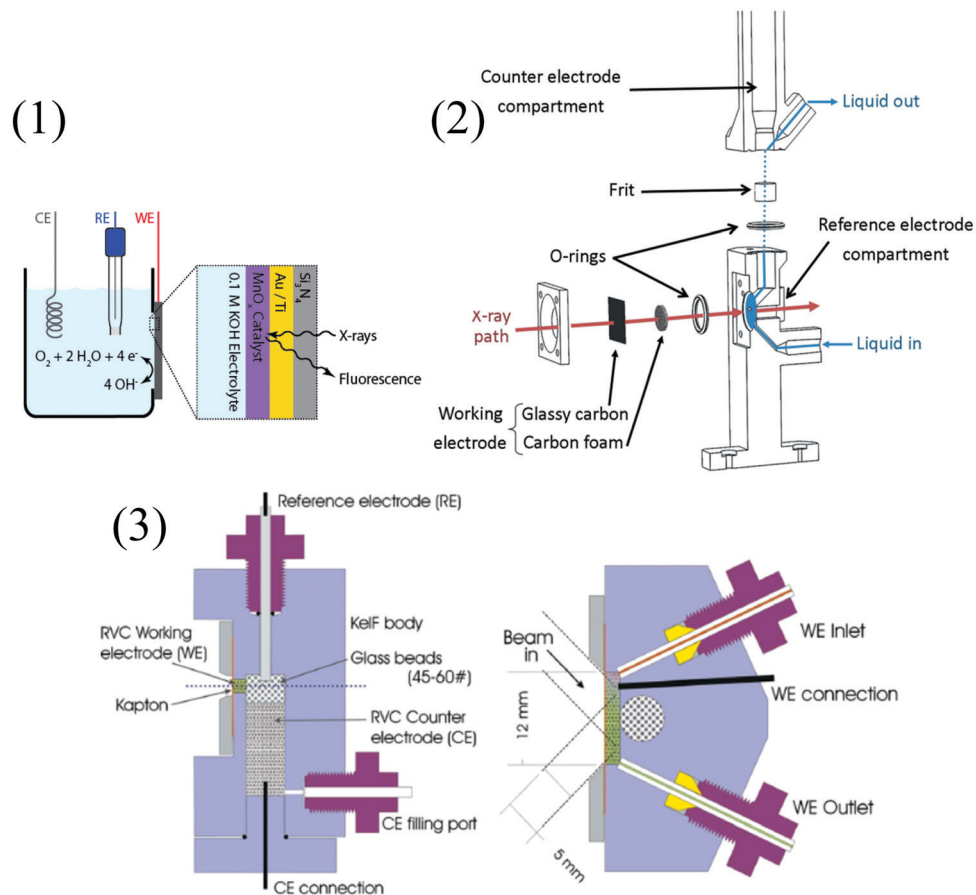 (1)
CE
RE
WE
O2 + 2 H2O + 4 e-
4 OH-
0.1 M KOH Electrolyte
MnOx Catalyst
Au /Ti
Si3N4
X-rays
Fluorescence
(2)
Counter electrode
compartment
Liquid out
Frit
Reference electrode
compartment
O-rings
X-ray
path
Liquid in
Working
electrode
Glassy carbon
Carbon foam
(3)
Reference electrode (RE)
KelF body
RVC Working
electrode (WE)
Glass beads
(45-60#)
Kapton
RVC Counter
electrode (CE)
CE filling port
CE connection
Beam
in
WE Inlet
WE connection
12 mm
WE Outlet
5 mm